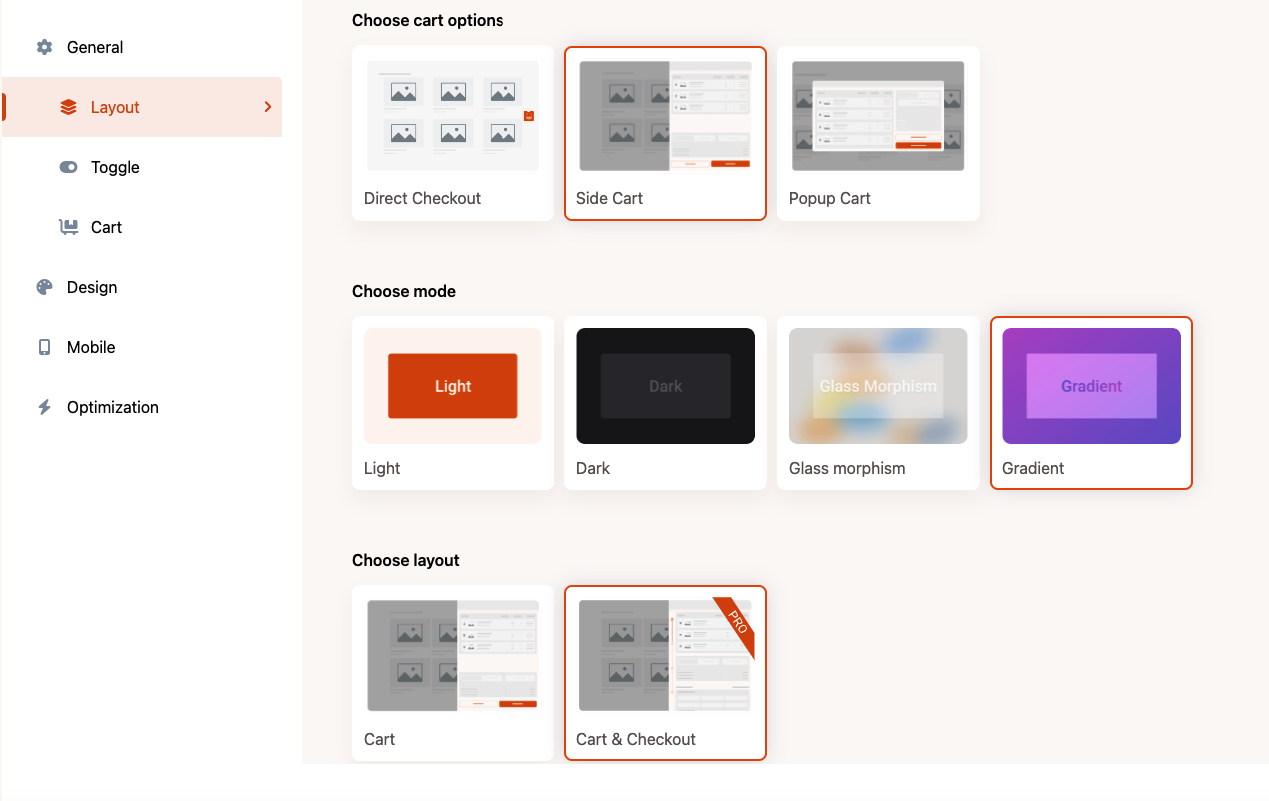 General
Layout
Toggle
Cart
Design
Mobile
Optimization
Choose cart options
Direct Checkout
Side Cart
Popup Cart
Choose mode
Light
Dark
Glass Morphism
Gradient
Light
Dark
Glass morphism
Gradient
Choose layout
PRO
Cart
Cart & Checkout